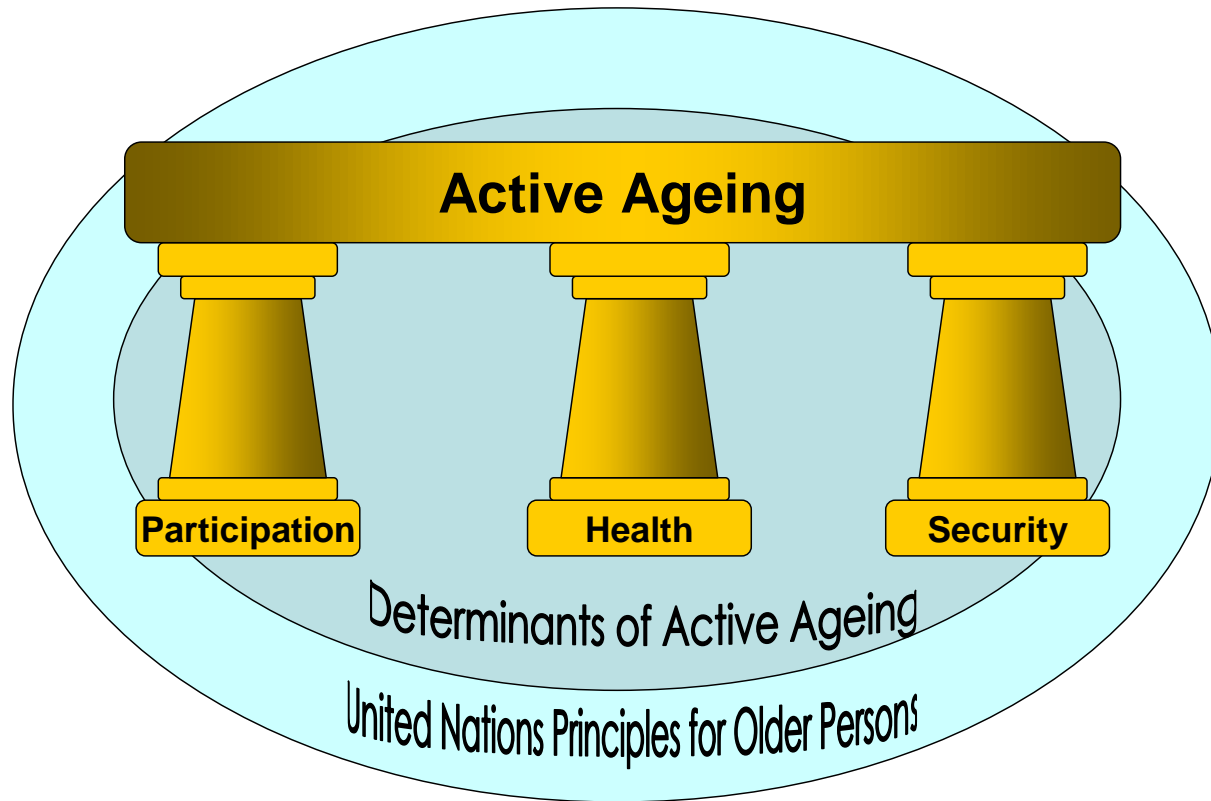 Active Ageing
Participation
Health
Security
Determinants of Active Ageing
United Nations Principles for Older Persons